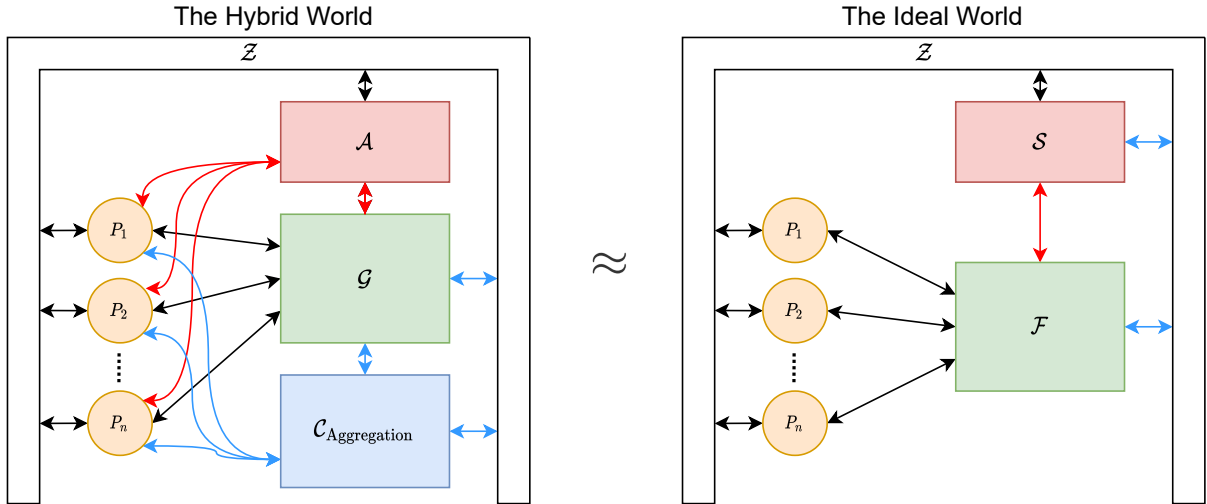 The Hybrid World
𝒵
𝒜
P₁
𝒢
P₂
Pₙ
𝒞Aggregation
≈
The Ideal World
𝒵
𝒮
P₁
P₂
ℱ
Pₙ